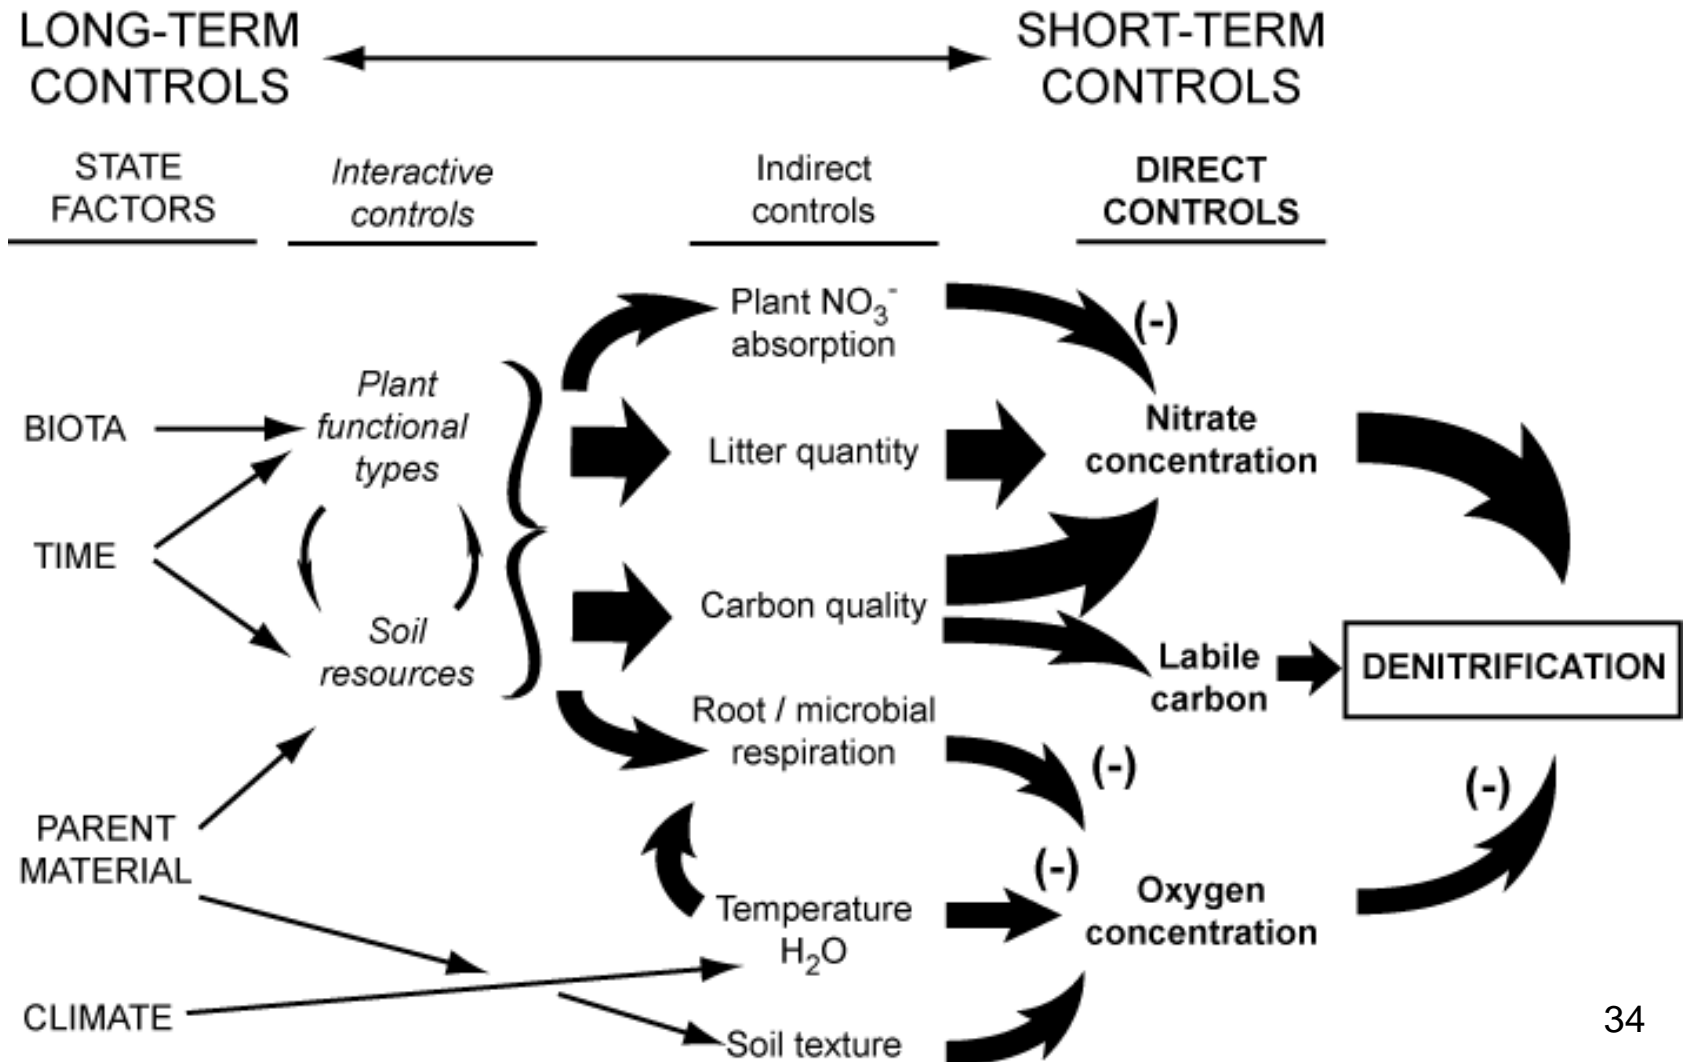 LONG-TERM
CONTROLS
SHORT-TERM
CONTROLS
STATE
FACTORS
Interactive
controls
Indirect
controls
DIRECT
CONTROLS
BIOTA
TIME
PARENT
MATERIAL
CLIMATE
Plant
functional
types
Soil
resources
Plant NO₃⁻
absorption
Litter quantity
Carbon quality
Root / microbial
respiration
Temperature
H₂O
Soil texture
(-)
Nitrate
concentration
Labile
carbon
(-)
(-)
Oxygen
concentration
(-)
DENITRIFICATION
34